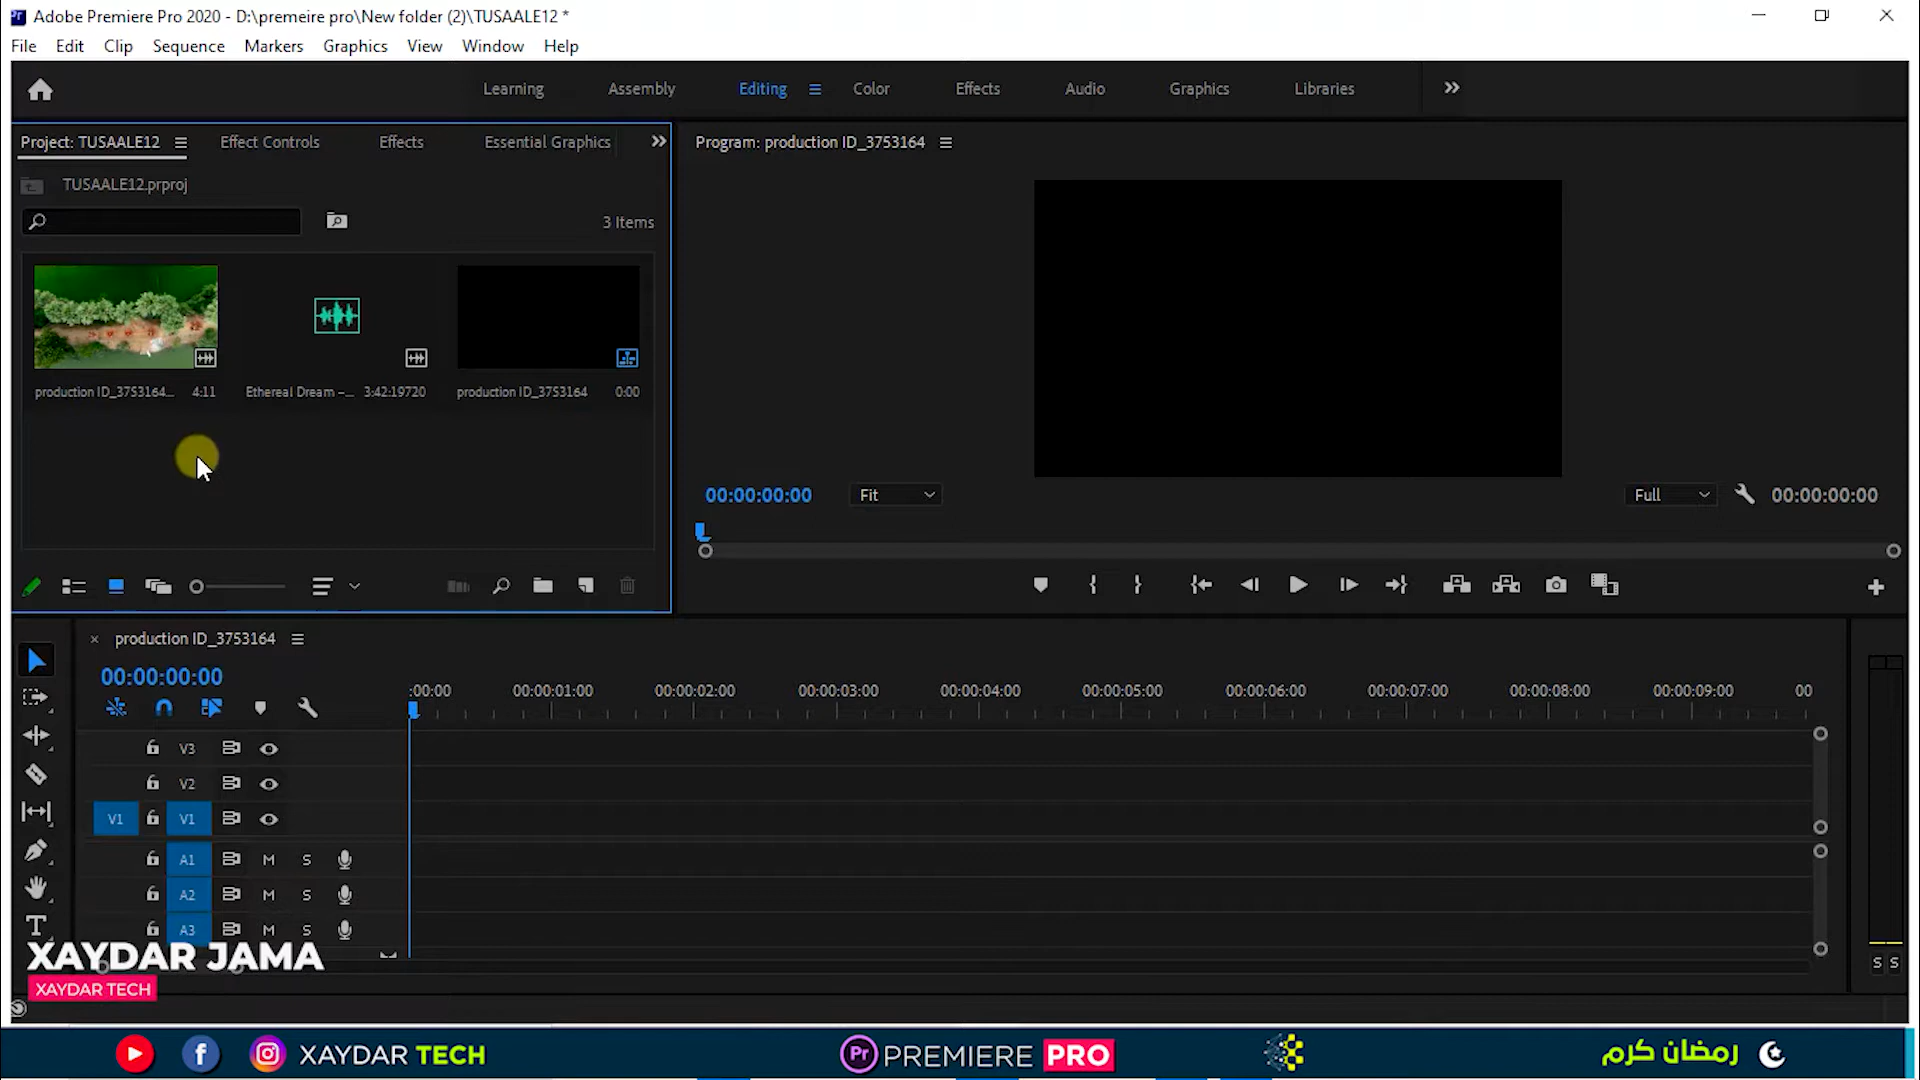 Adobe Premiere Pro 2020 - D:\premeire pro\New folder (2)\TUSAALE12 *
File Edit Clip Sequence Markers Graphics View Window Help
Learning Assembly Editing Color Effects Audio Graphics Libraries
Project: TUSAALE12 Effect Controls Effects Essential Graphics
Program: production ID_3753164
TUSAALE12.prproj
3 Items
production ID_3753164... 4:11
Ethereal Dream –... 3:42:19720
production ID_3753164 0:00
00:00:00:00 Fit Full 00:00:00:00
production ID_3753164
00:00:00:00
:00:00 00:00:01:00 00:00:02:00 00:00:03:00 00:00:04:00 00:00:05:00 00:00:06:00 00:00:07:00 00:00:08:00 00:00:09:00 00
V3
V2
V1 V1
A1 M S
A2 M S
A3 M S
S S
XAYDAR JAMA
XAYDAR TECH
XAYDAR TECH
Pr PREMIERE PRO
رمضان كرم